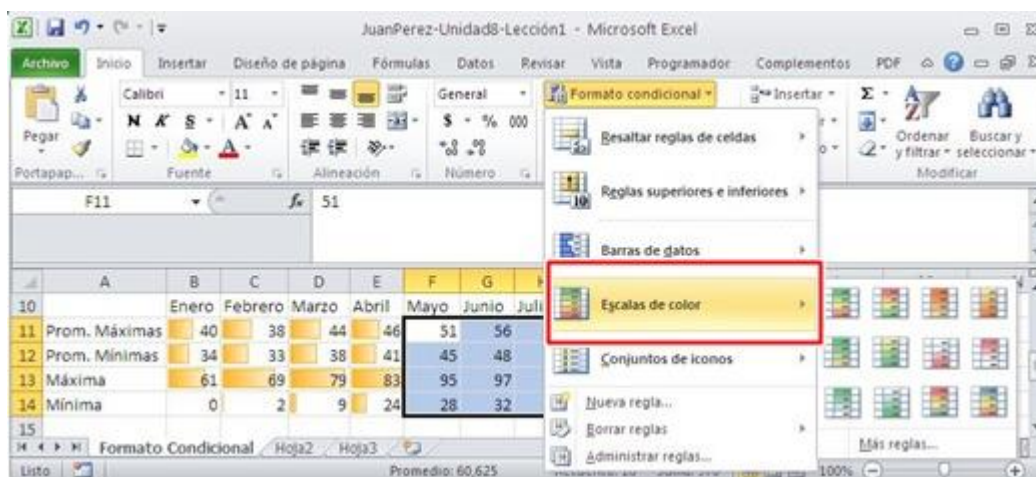 JuanPerez-Unidad8-Lección1 - Microsoft Excel
Archivo Inicio Insertar Diseño de página Fórmulas Datos Revisar Vista Programador Complementos PDF
Calibri 11 General Formato condicional Insertar Σ
Pegar N K S A A $ % 000 Ordenar y filtrar Buscar y seleccionar
Portapap... Fuente Alineación Número Modificar
F11 fx 51
Resaltar reglas de celdas
Reglas superiores e inferiores
Barras de datos
Escalas de color
Conjuntos de iconos
Nueva regla...
Borrar reglas
Administrar reglas...
Más reglas...
A B C D E F G
10 Enero Febrero Marzo Abril Mayo Junio
11 Prom. Máximas 40 38 44 46 51 56
12 Prom. Mínimas 34 33 38 41 45 48
13 Máxima 61 69 79 83 95 97
14 Mínima 0 2 9 24 28 32
15
Formato Condicional Hoja2 Hoja3
Listo Promedio: 60,625 100%